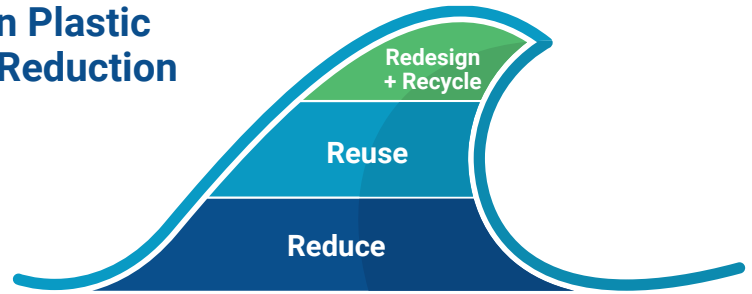 n Plastic
Reduction
Redesign
+ Recycle
Reuse
Reduce